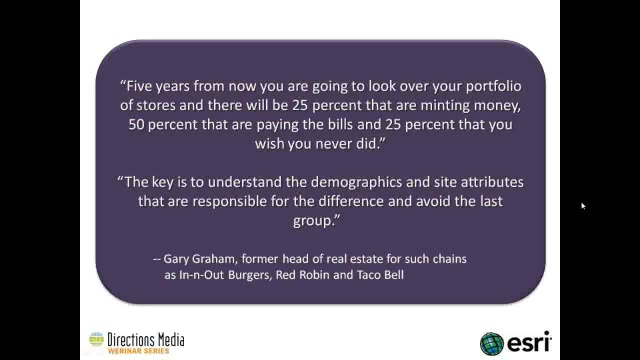 “Five years from now you are going to look over your portfolio
of stores and there will be 25 percent that are minting money,
50 percent that are paying the bills and 25 percent that you
wish you never did.”
“The key is to understand the demographics and site attributes
that are responsible for the difference and avoid the last
group.”
-- Gary Graham, former head of real estate for such chains
as In-n-Out Burgers, Red Robin and Taco Bell
Directions Media
WEBINAR SERIES
esri